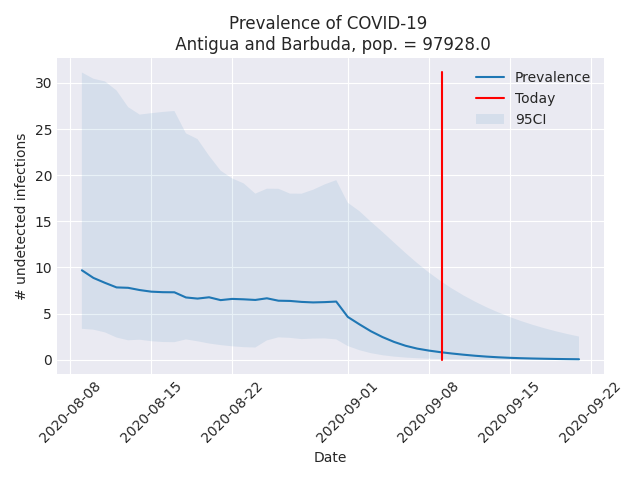 Prevalence of COVID-19
Antigua and Barbuda, pop. = 97928.0
Prevalence
Today
95CI
# undetected infections
30
25
20
15
10
5
0
2020-08-08
2020-08-15
2020-08-22
2020-09-01
2020-09-08
2020-09-15
2020-09-22
Date